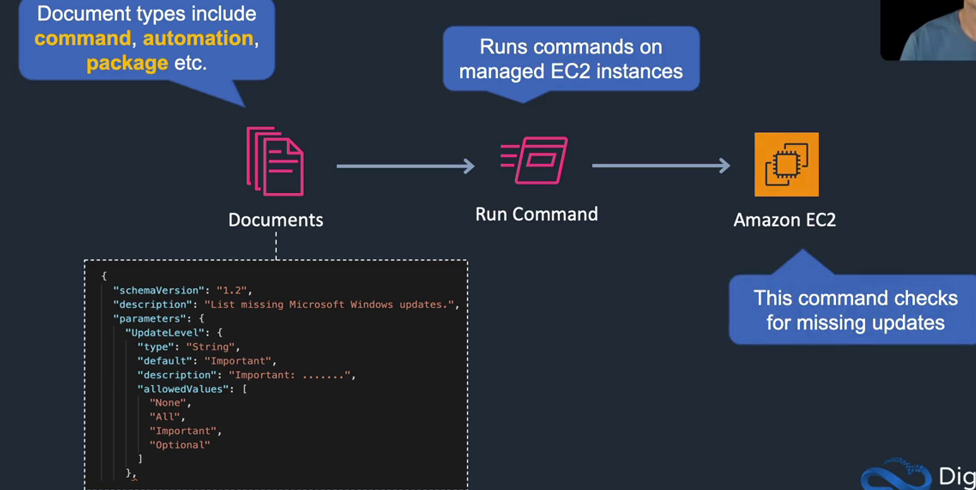 Document types include
command, automation,
package etc.
Runs commands on
managed EC2 instances
Documents
Run Command
Amazon EC2
{
"schemaVersion": "1.2",
"description": "List missing Microsoft Windows updates.",
"parameters": {
"UpdateLevel": {
"type": "String",
"default": "Important",
"description": "Important: .......",
"allowedValues": [
"None",
"All",
"Important",
"Optional"
]
},
This command checks
for missing updates
Dig